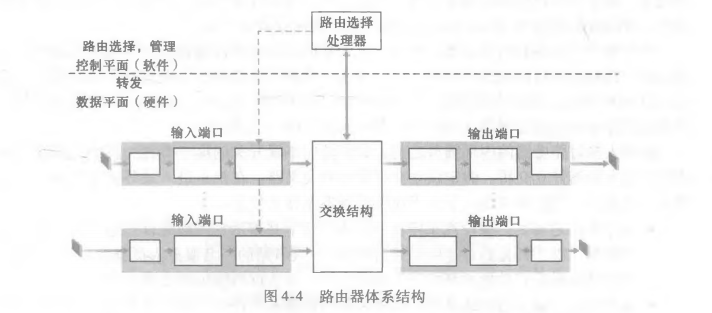 路由选择
处理器
路由选择，管理
控制平面（软件）
转发
数据平面（硬件）
输入端口
输出端口
交换结构
输入端口
输出端口
图4-4 路由器体系结构